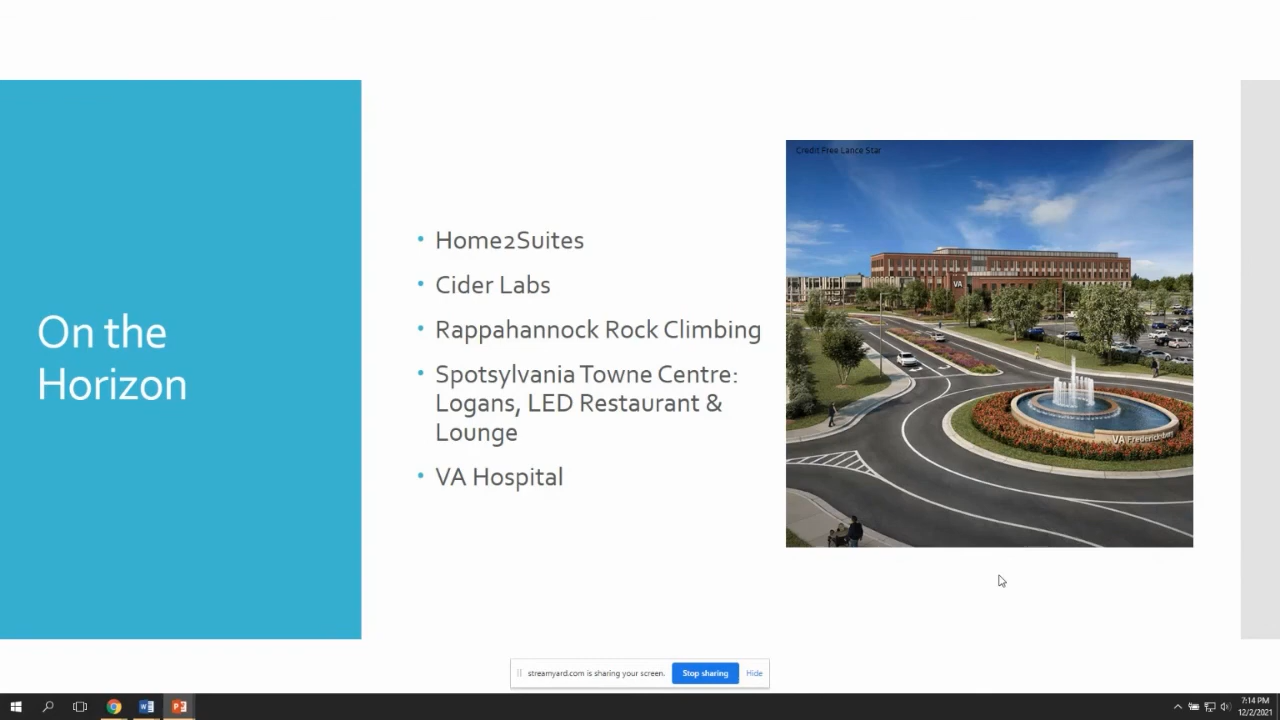 On the
Horizon
• Home2Suites
• Cider Labs
• Rappahannock Rock Climbing
• Spotsylvania Towne Centre:
Logans, LED Restaurant &
Lounge
• VA Hospital
Credit Free Lance Star
VA
VA Fredericksburg
streamyard.com is sharing your screen.
Stop sharing
Hide
7:14 PM
12/2/2021